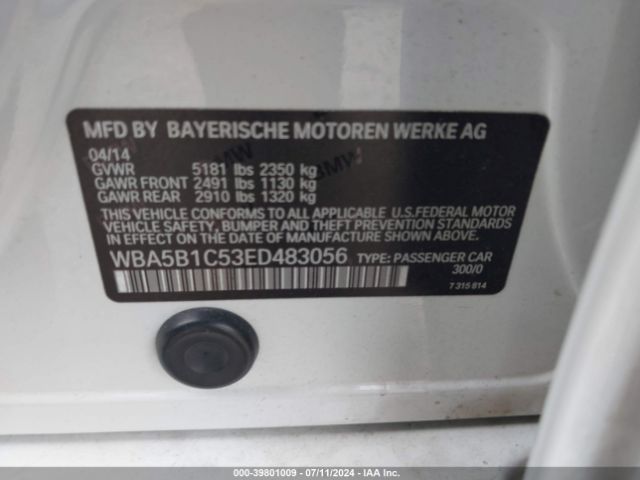 MFD BY BAYERISCHE MOTOREN WERKE AG
04/14
GVWR 5181 lbs 2350 kg
GAWR FRONT 2491 lbs 1130 kg
GAWR REAR 2910 lbs 1320 kg
THIS VEHICLE CONFORMS TO ALL APPLICABLE U.S.FEDERAL MOTOR
VEHICLE SAFETY, BUMPER AND THEFT PREVENTION STANDARDS
IN EFFECT ON THE DATE OF MANUFACTURE SHOWN ABOVE.
WBA5B1C53ED483056 TYPE: PASSENGER CAR
300/0
7 315 814
BMW
000-39801009 - 07/11/2024 - IAA Inc.